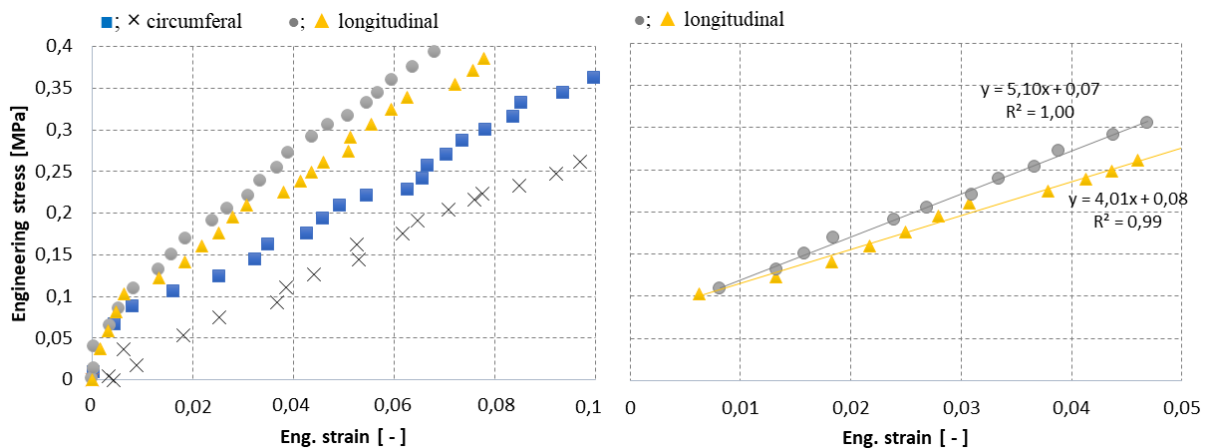 ■; × circumferal ●; ▲ longitudinal
Engineering stress [MPa]
0,4
0,35
0,3
0,25
0,2
0,15
0,1
0,05
0
0 0,02 0,04 0,06 0,08 0,1
Eng. strain [ - ]
●; ▲ longitudinal
y = 5,10x + 0,07
R² = 1,00
y = 4,01x + 0,08
R² = 0,99
0 0,01 0,02 0,03 0,04 0,05
Eng. strain [ - ]